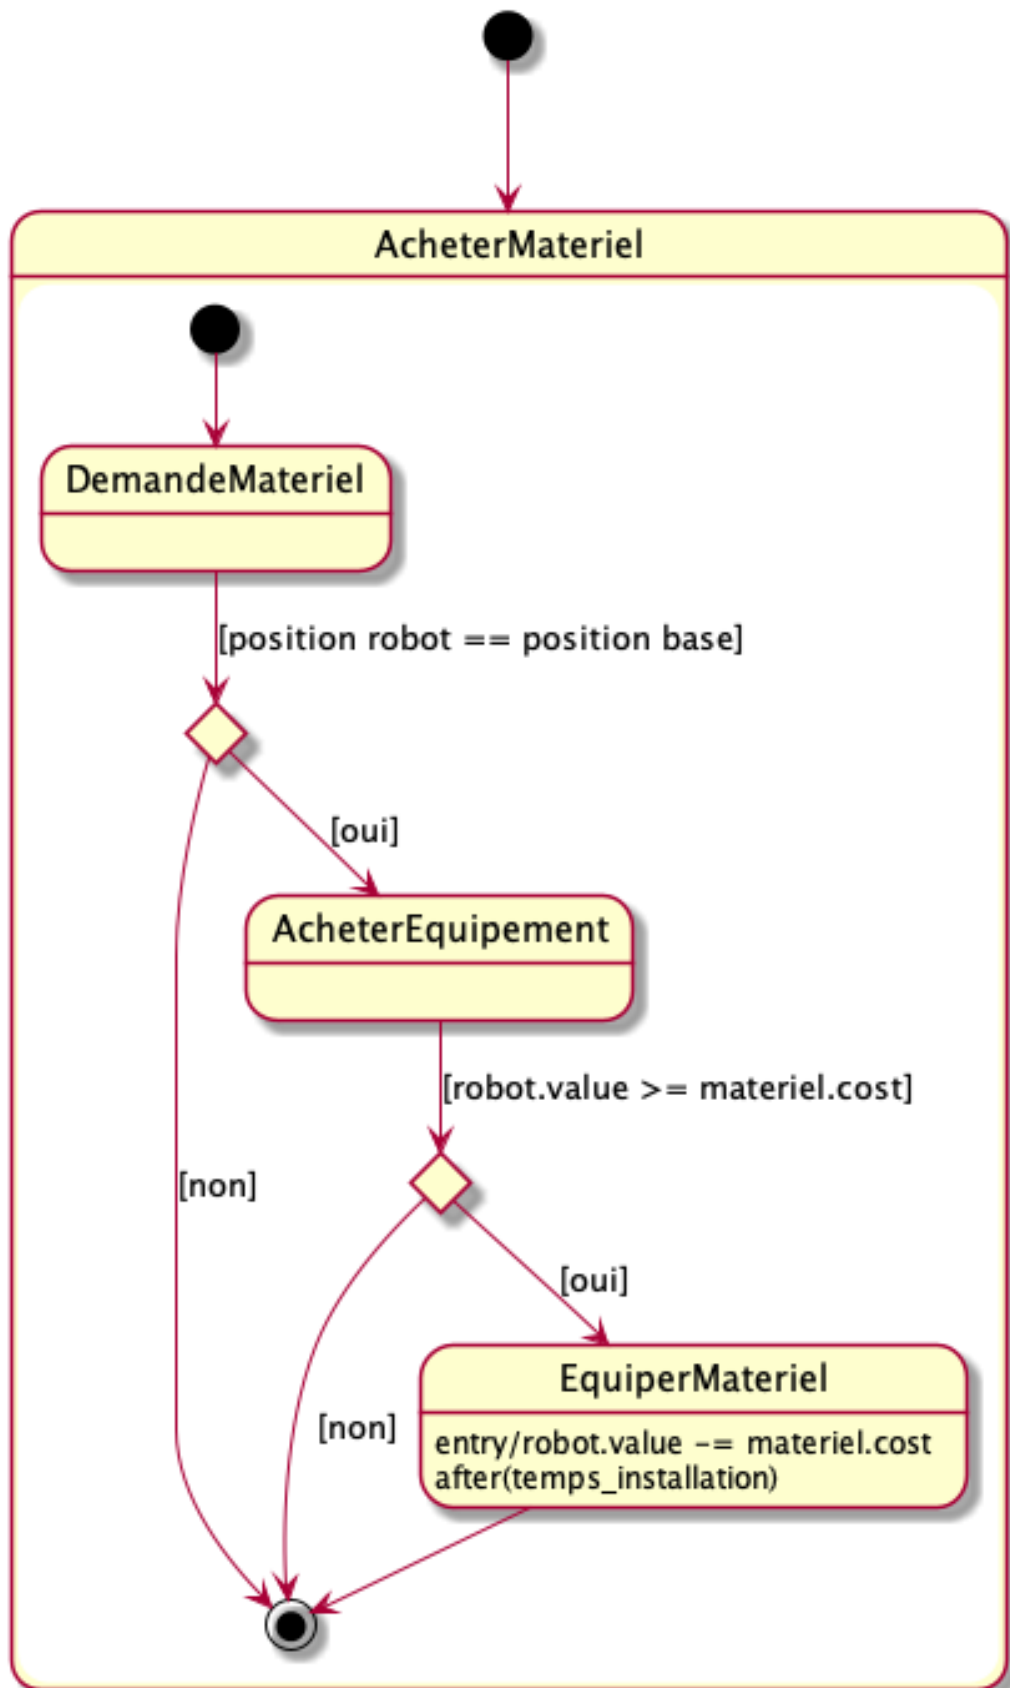 AcheterMateriel
DemandeMateriel
[position robot == position base]
[oui]
AcheterEquipement
[robot.value >= materiel.cost]
[non]
[oui]
EquiperMateriel
[non]
entry/robot.value -= materiel.cost
after(temps_installation)